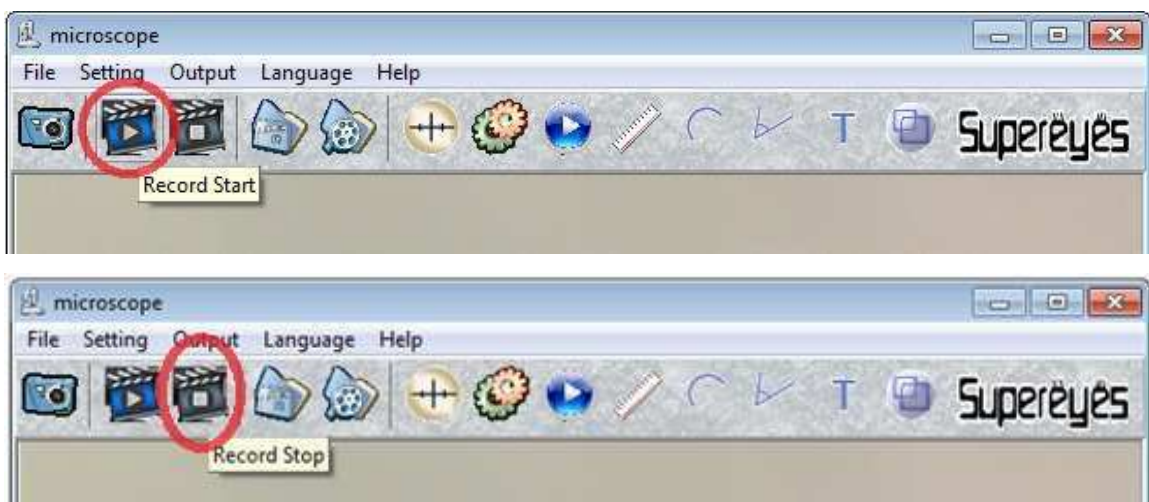 microscope
File Setting Output Language Help
T Supereyes
Record Start
microscope
File Setting Output Language Help
T Supereyes
Record Stop